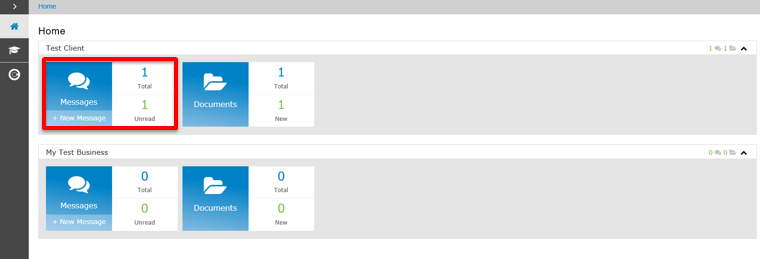 Home
Home
Test Client 1 1
Messages 1 Total Documents 1 Total
+ New Message 1 Unread 1 New
My Test Business 0 0
Messages 0 Total Documents 0 Total
+ New Message 0 Unread 0 New